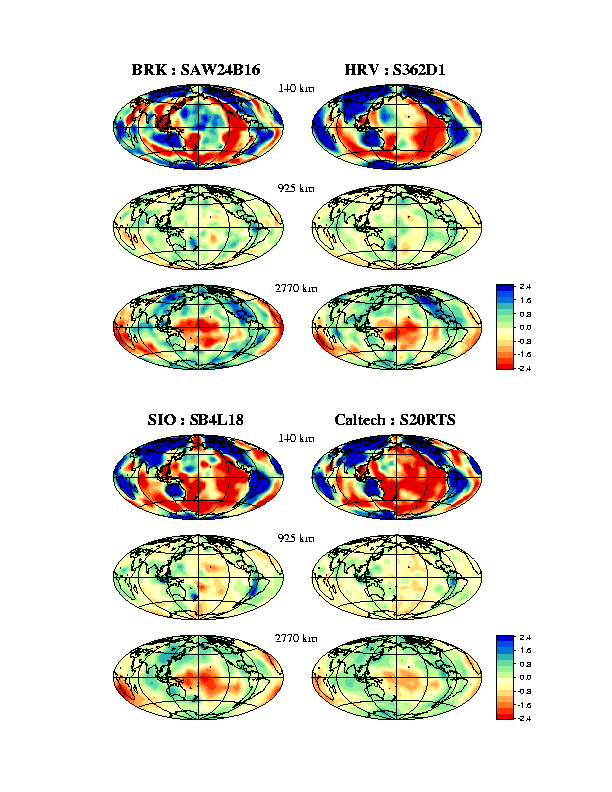 BRK : SAW24B16
HRV : S362D1
140 km
925 km
2770 km
2.4
1.6
0.8
0.0
-0.8
-1.6
-2.4
SIO : SB4L18
Caltech : S20RTS
140 km
925 km
2770 km
2.4
1.6
0.8
0.0
-0.8
-1.6
-2.4